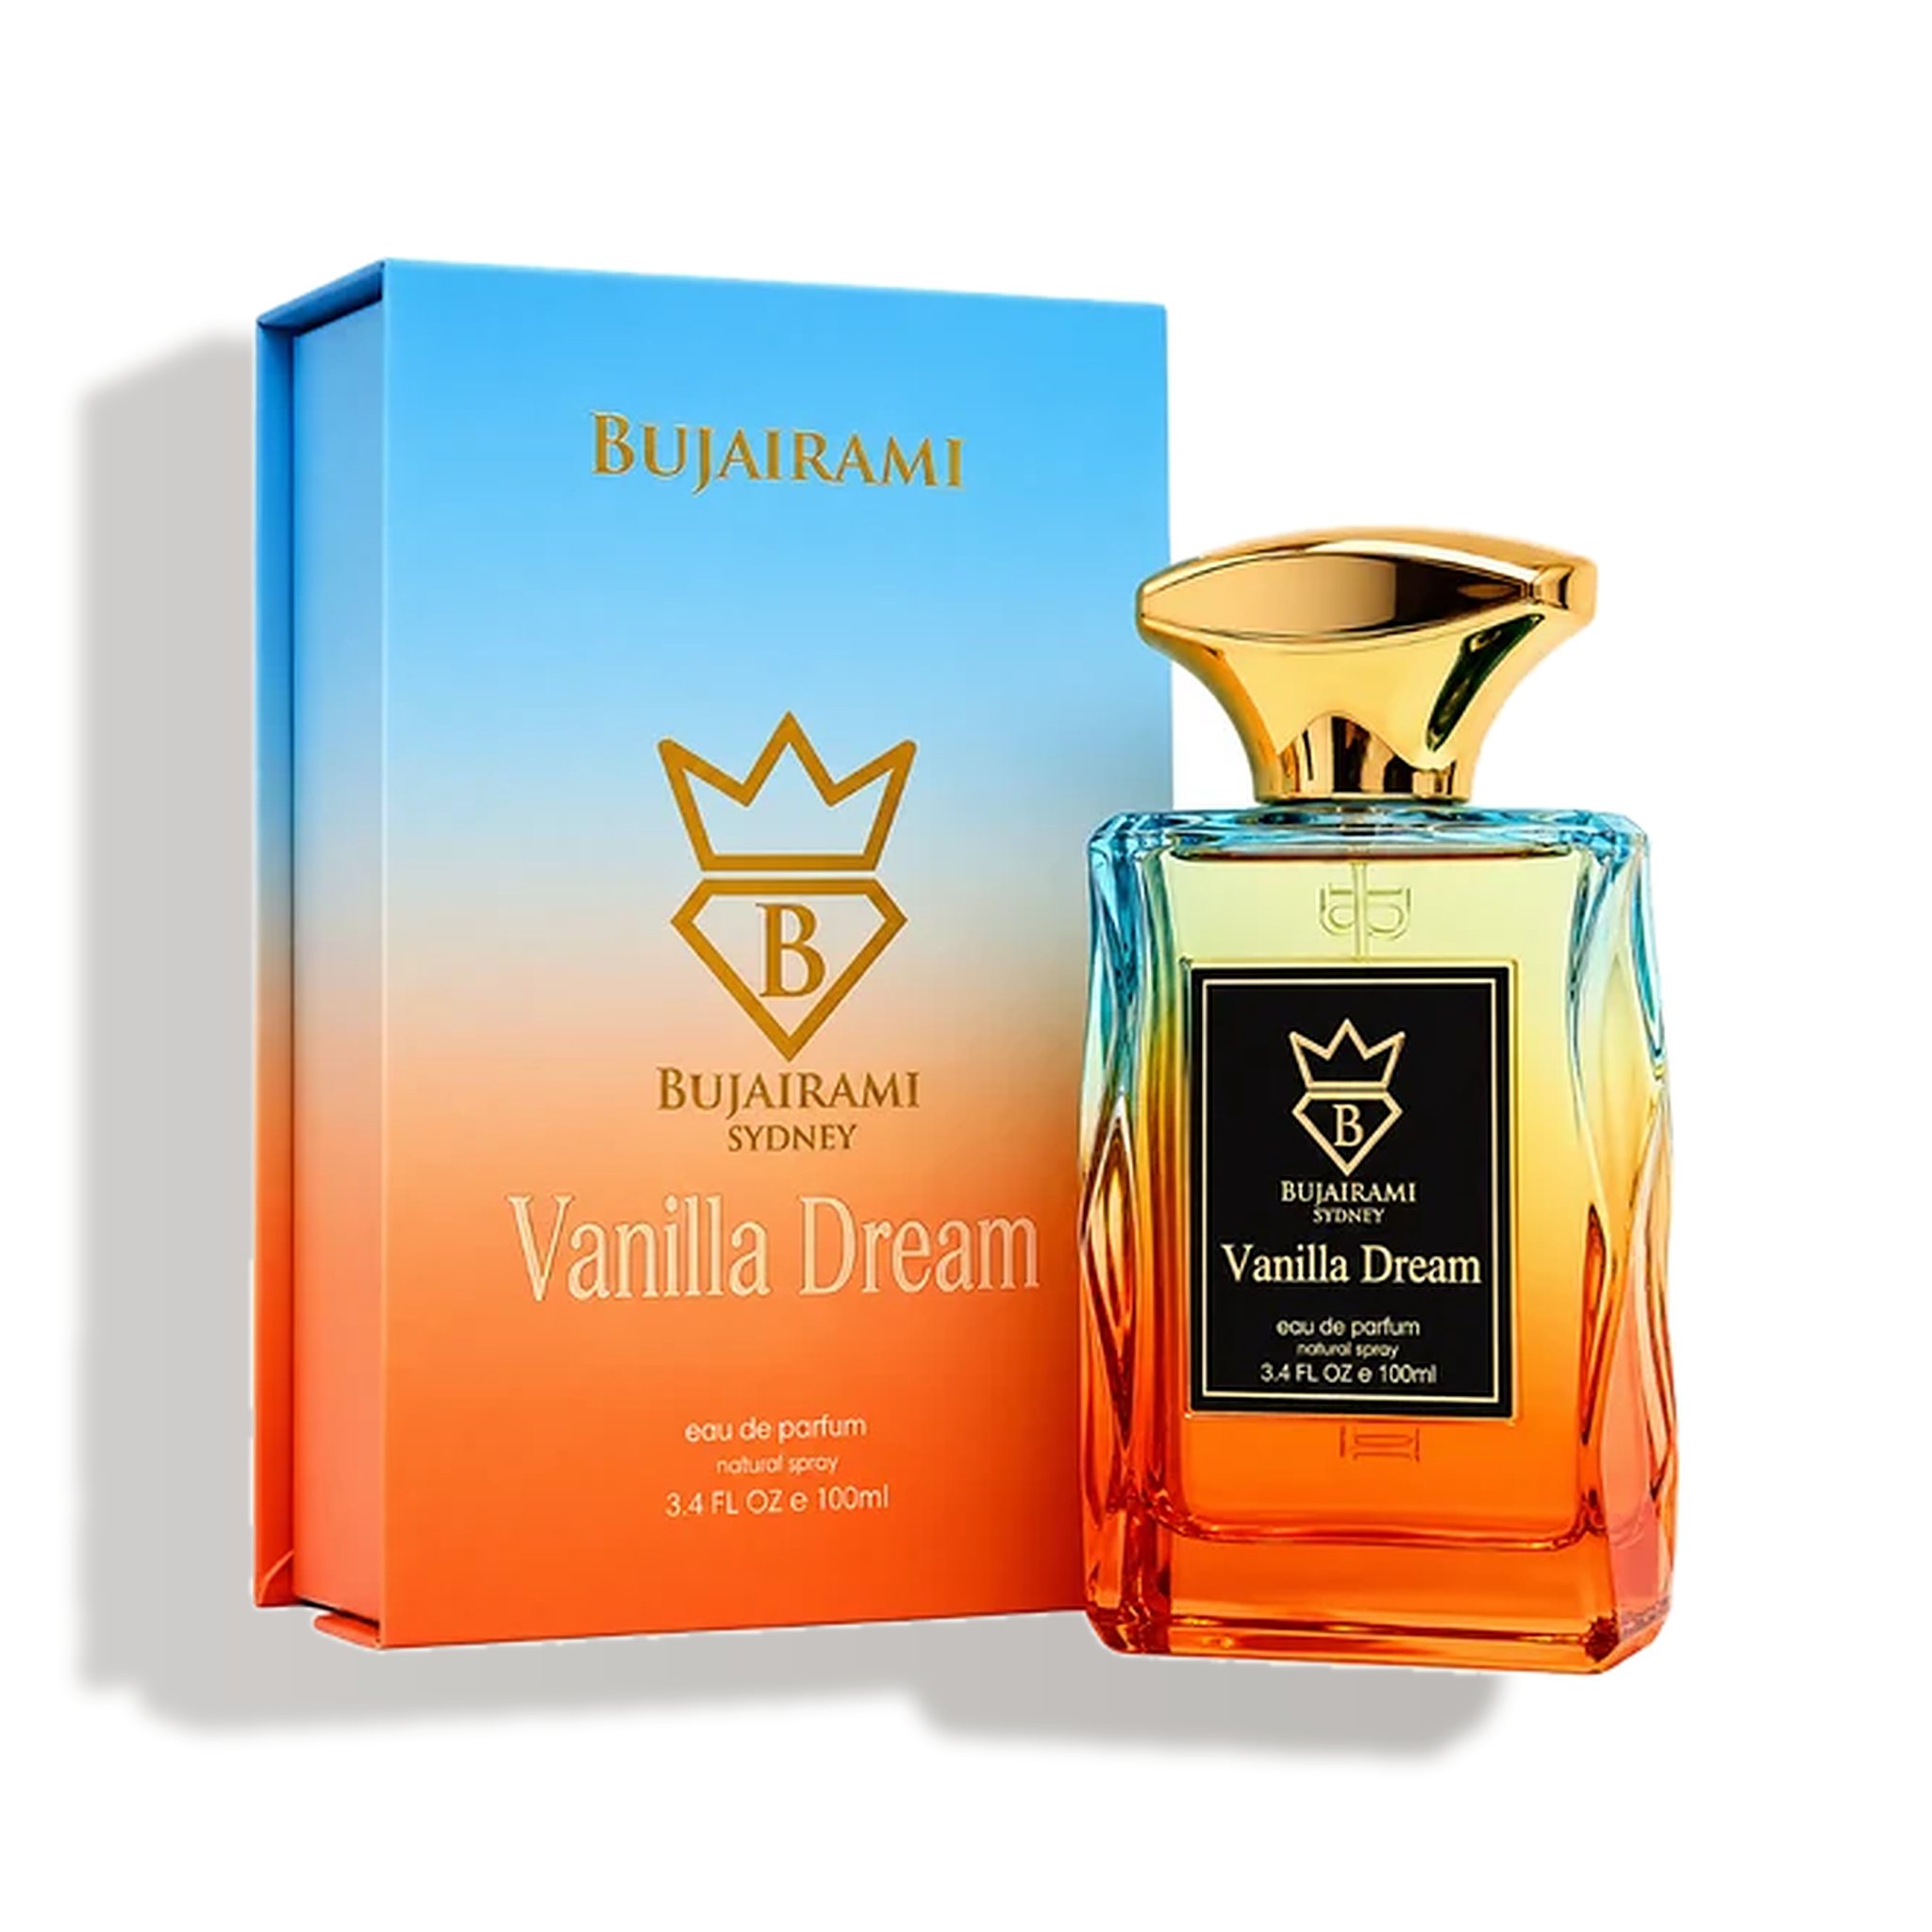 BUJAIRAMI
B
BUJAIRAMI
SYDNEY
Vanilla Dream
eau de parfum
natural spray
3.4 FL OZ e 100ml
B
BUJAIRAMI
SYDNEY
Vanilla Dream
eau de parfum
natural spray
3.4 FL OZ e 100ml